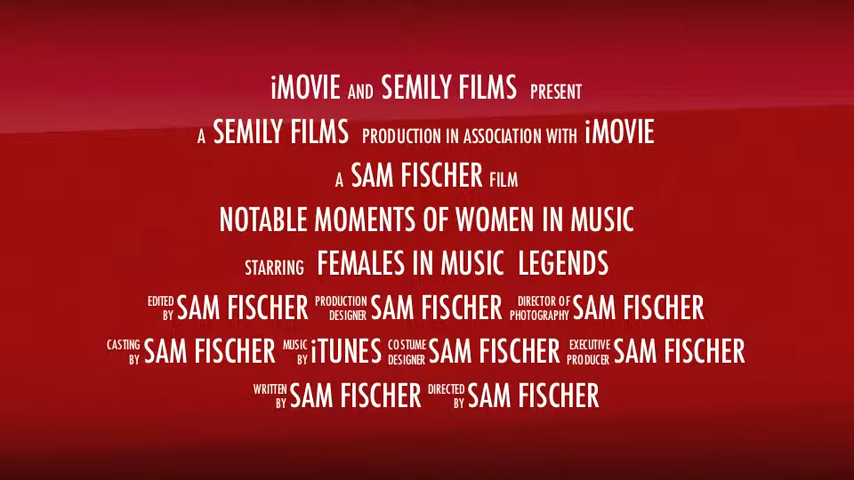 iMOVIE AND SEMILY FILMS PRESENT
A SEMILY FILMS PRODUCTION IN ASSOCIATION WITH iMOVIE
A SAM FISCHER FILM
NOTABLE MOMENTS OF WOMEN IN MUSIC
STARRING FEMALES IN MUSIC LEGENDS
EDITED BY SAM FISCHER PRODUCTION DESIGNER SAM FISCHER DIRECTOR OF PHOTOGRAPHY SAM FISCHER
CASTING BY SAM FISCHER MUSIC BY iTUNES COSTUME DESIGNER SAM FISCHER EXECUTIVE PRODUCER SAM FISCHER
WRITTEN BY SAM FISCHER DIRECTED BY SAM FISCHER